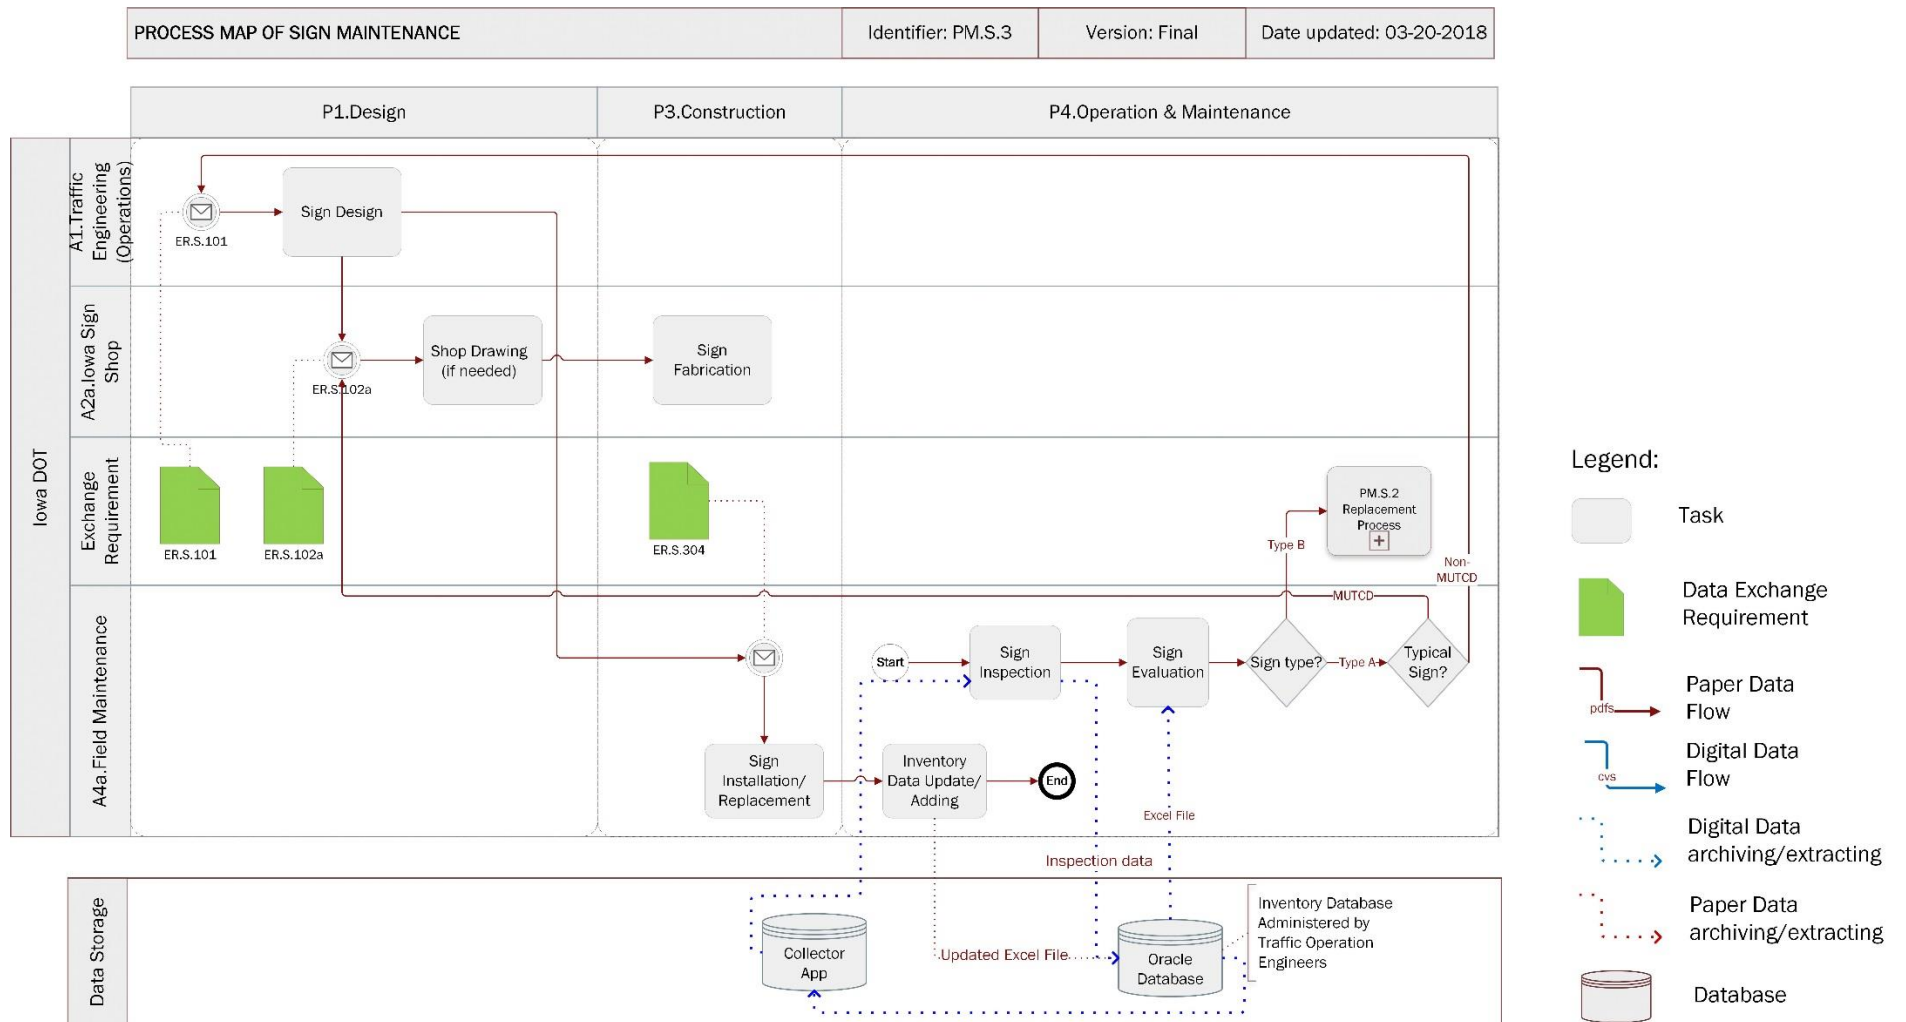 PROCESS MAP OF SIGN MAINTENANCE
Identifier: PM.S.3
Version: Final
Date updated: 03-20-2018
P1.Design
P3.Construction
P4.Operation & Maintenance
Iowa DOT
A1.Traffic
Engineering
(Operations)
ER.S.101
Sign Design
A2a.Iowa Sign
Shop
ER.S.102a
Shop Drawing
(if needed)
Sign
Fabrication
Exchange
Requirement
ER.S.101
ER.S.102a
ER.S.304
PM.S.2
Replacement
Process
Type B
Non-
MUTCD
MUTCD
A4a.Field Maintenance
Start
Sign
Inspection
Sign
Evaluation
Sign type?
Type A
Typical
Sign?
Sign
Installation/
Replacement
Inventory
Data Update/
Adding
End
Excel File
Inspection data
Data Storage
Collector
App
Updated Excel File
Oracle
Database
Inventory Database
Administered by
Traffic Operation
Engineers
Legend:
Task
Data Exchange
Requirement
pdfs
Paper Data
Flow
cvs
Digital Data
Flow
Digital Data
archiving/extracting
Paper Data
archiving/extracting
Database